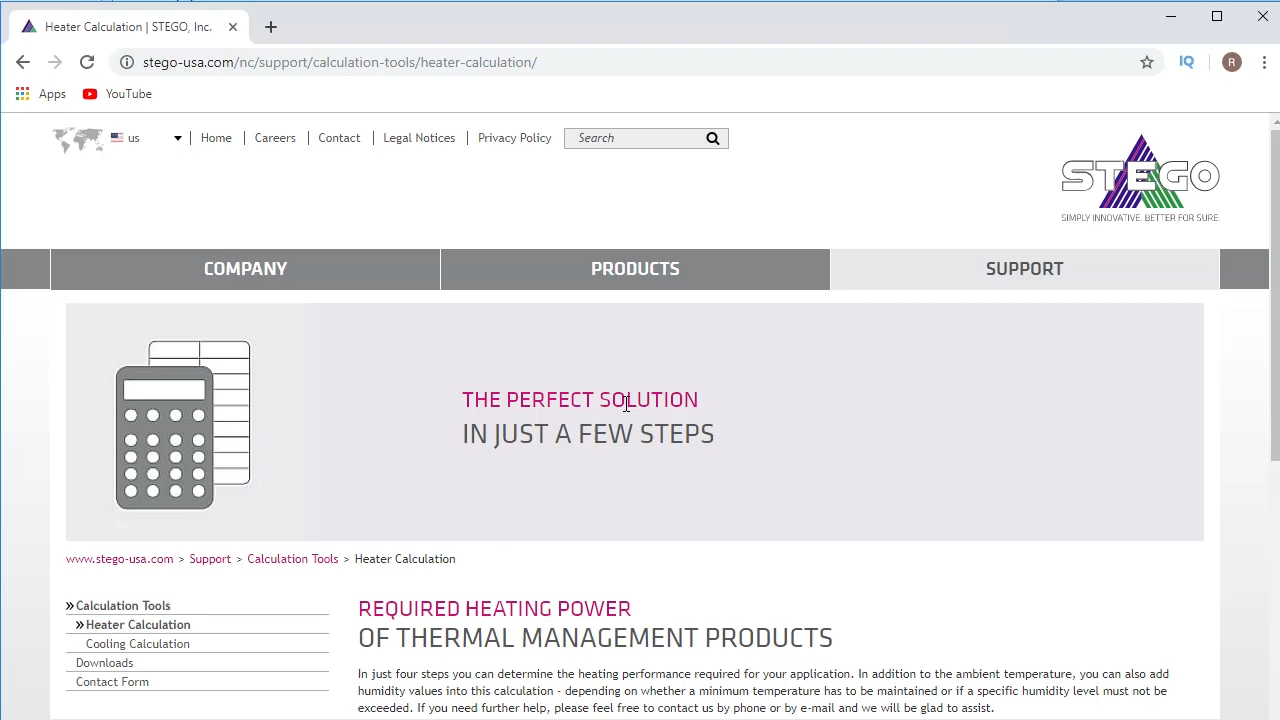 Heater Calculation | STEGO, Inc.
stego-usa.com/nc/support/calculation-tools/heater-calculation/
IQ
R
Apps
YouTube
us
Home
Careers
Contact
Legal Notices
Privacy Policy
Search
STEGO
SIMPLY INNOVATIVE. BETTER FOR SURE.
COMPANY
PRODUCTS
SUPPORT
THE PERFECT SOLUTION
IN JUST A FEW STEPS
www.stego-usa.com > Support > Calculation Tools > Heater Calculation
Calculation Tools
Heater Calculation
Cooling Calculation
Downloads
Contact Form
REQUIRED HEATING POWER
OF THERMAL MANAGEMENT PRODUCTS
In just four steps you can determine the heating performance required for your application. In addition to the ambient temperature, you can also add
humidity values into this calculation - depending on whether a minimum temperature has to be maintained or if a specific humidity level must not be
exceeded. If you need further help, please feel free to contact us by phone or by e-mail and we will be glad to assist.